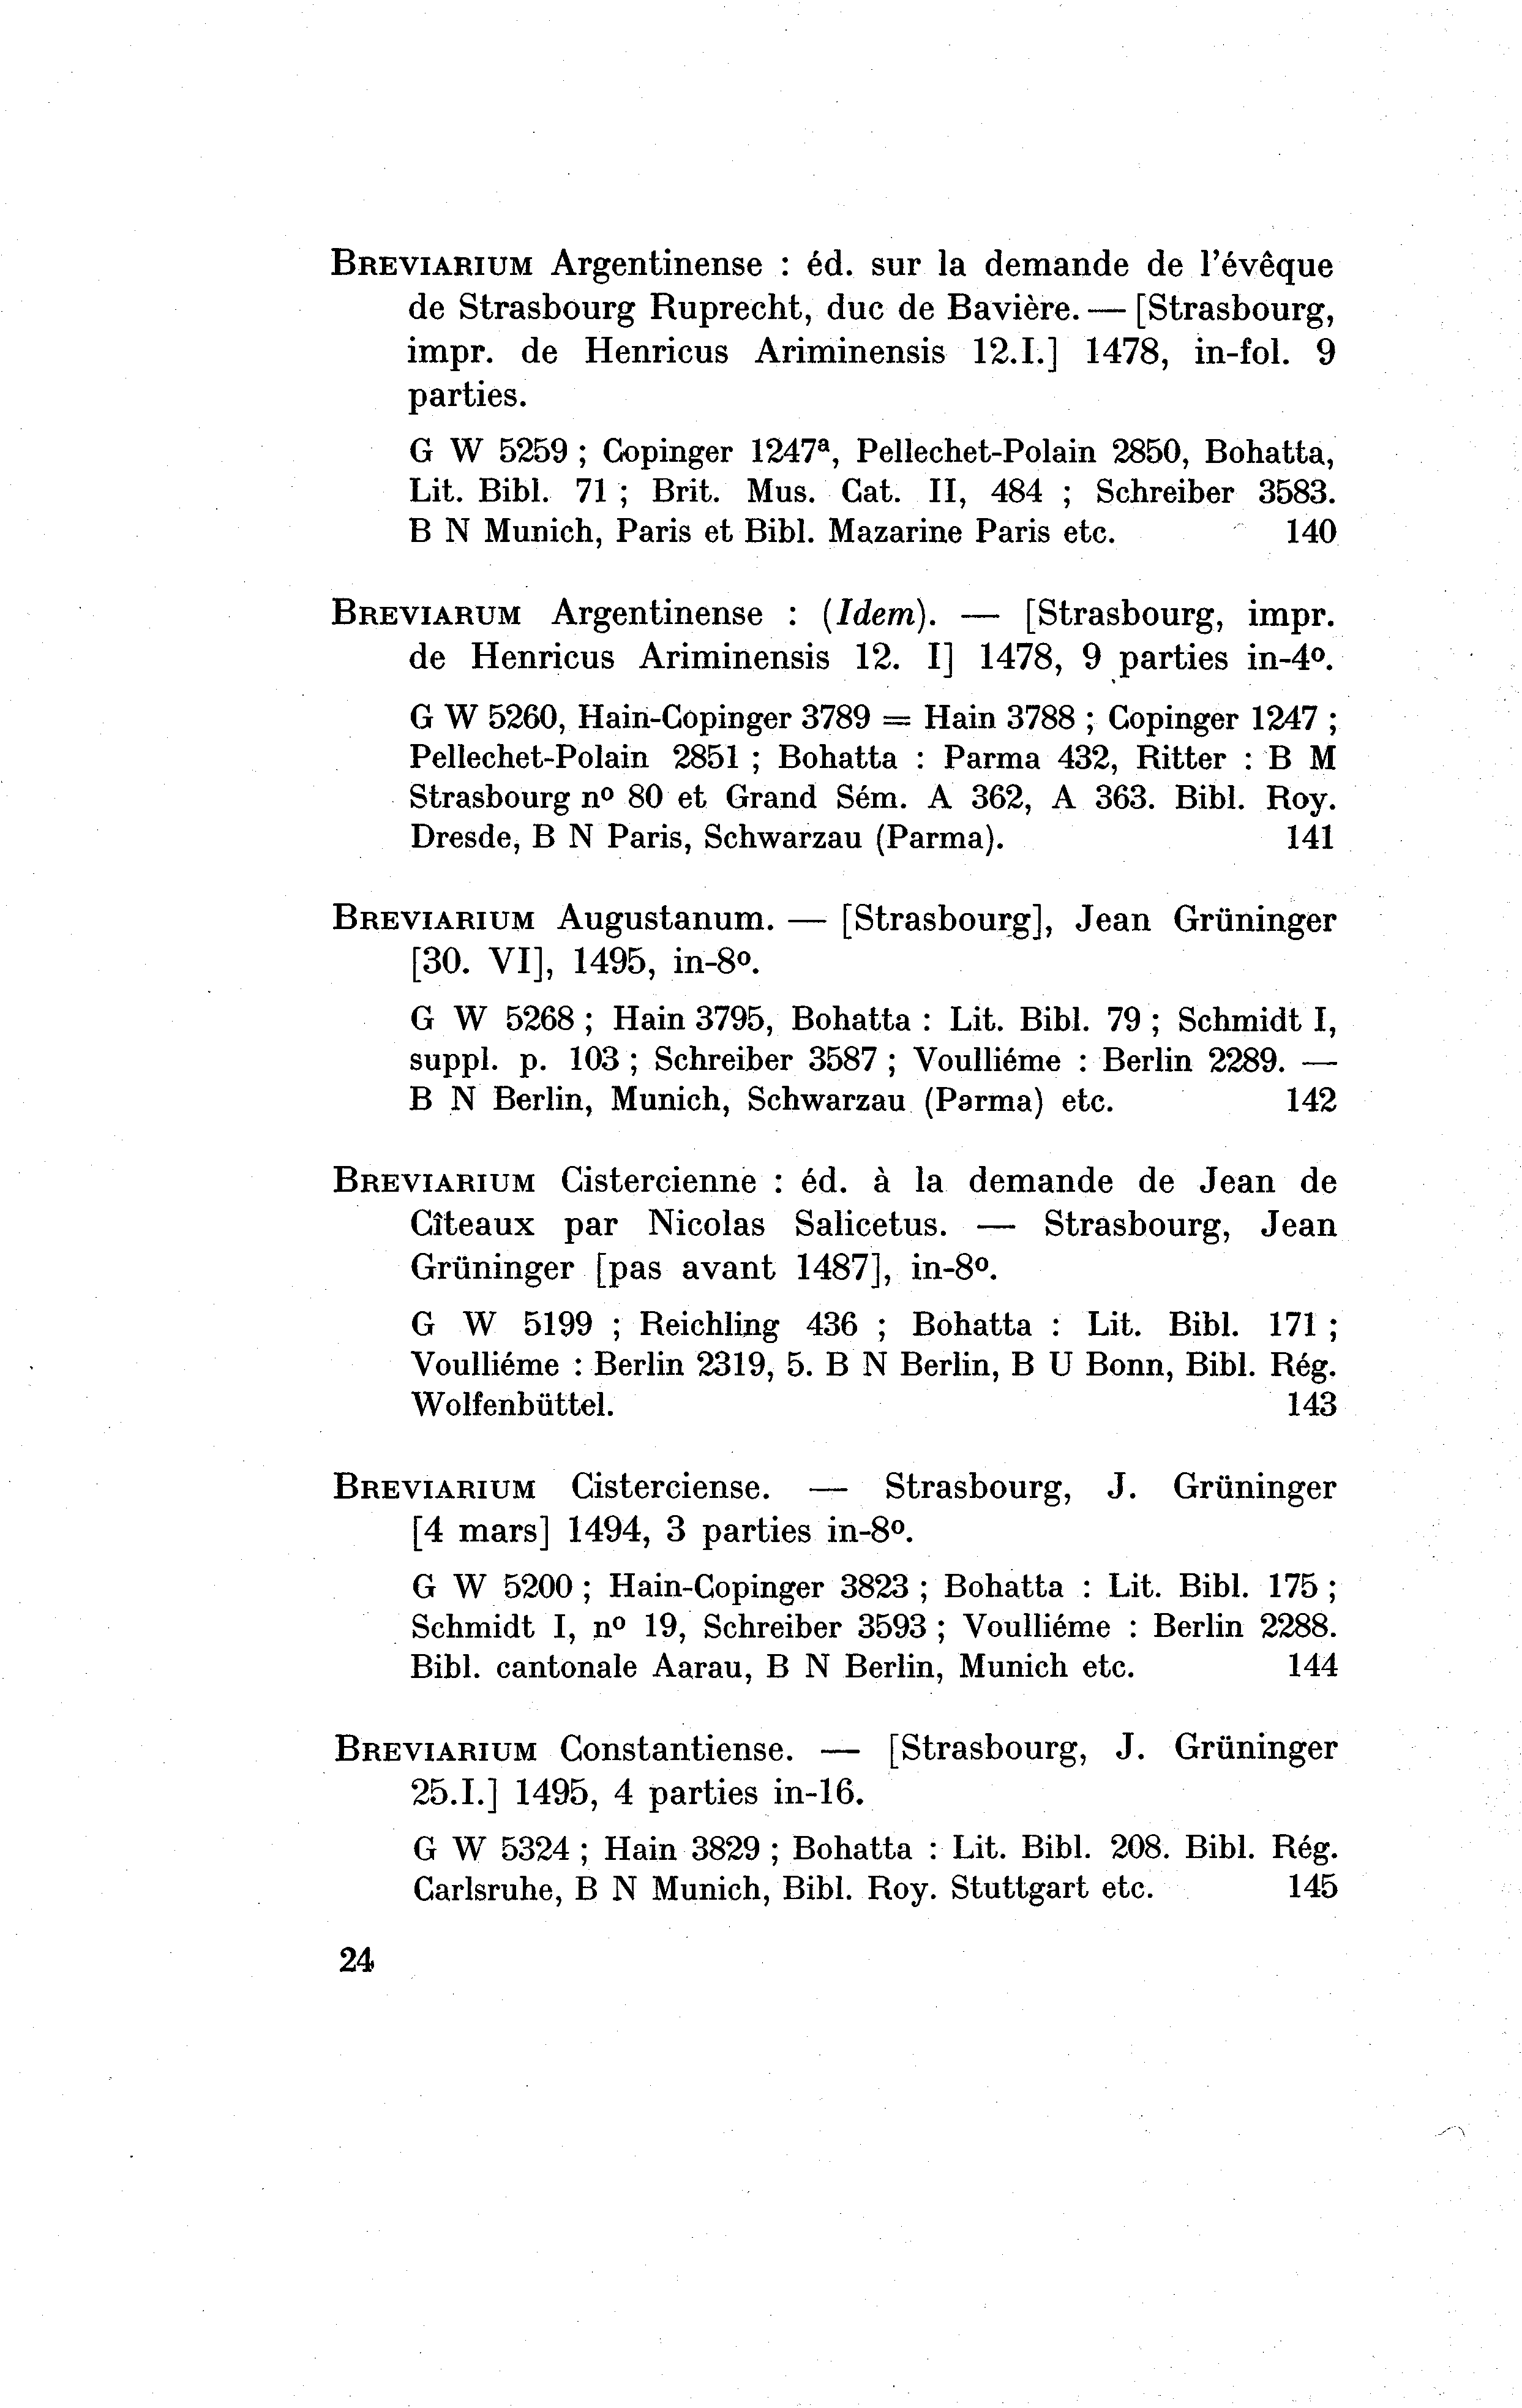 BREVIARIUM Argentinense : éd. sur la demande de l'évêque
de Strasbourg Ruprecht, duc de Bavière. — [Strasbourg,
impr. de Henricus Ariminensis 12.I.] 1478, in-fol. 9
parties.
G W 5259 ; Copinger 1247ª, Pellechet-Polain 2850, Bohatta,
Lit. Bibl. 71 ; Brit. Mus. Cat. II, 484 ; Schreiber 3583.
B N Munich, Paris et Bibl. Mazarine Paris etc. 140
BREVIARUM Argentinense : (Idem). — [Strasbourg, impr.
de Henricus Ariminensis 12. I] 1478, 9 parties in-4º.
G W 5260, Hain-Copinger 3789 = Hain 3788 ; Copinger 1247 ;
Pellechet-Polain 2851 ; Bohatta : Parma 432, Ritter : B M
Strasbourg nº 80 et Grand Sém. A 362, A 363. Bibl. Roy.
Dresde, B N Paris, Schwarzau (Parma). 141
BREVIARIUM Augustanum. — [Strasbourg], Jean Grüninger
[30. VI], 1495, in-8º.
G W 5268 ; Hain 3795, Bohatta : Lit. Bibl. 79 ; Schmidt I,
suppl. p. 103 ; Schreiber 3587 ; Voulliéme : Berlin 2289. —
B N Berlin, Munich, Schwarzau (Parma) etc. 142
BREVIARIUM Cistercienne : éd. à la demande de Jean de
Cîteaux par Nicolas Salicetus. — Strasbourg, Jean
Grüninger [pas avant 1487], in-8º.
G W 5199 ; Reichling 436 ; Bohatta : Lit. Bibl. 171 ;
Voulliéme : Berlin 2319, 5. B N Berlin, B U Bonn, Bibl. Rég.
Wolfenbüttel. 143
BREVIARIUM Cisterciense. — Strasbourg, J. Grüninger
[4 mars] 1494, 3 parties in-8º.
G W 5200 ; Hain-Copinger 3823 ; Bohatta : Lit. Bibl. 175 ;
Schmidt I, nº 19, Schreiber 3593 ; Voulliéme : Berlin 2288.
Bibl. cantonale Aarau, B N Berlin, Munich etc. 144
BREVIARIUM Constantiense. — [Strasbourg, J. Grüninger
25.I.] 1495, 4 parties in-16.
G W 5324 ; Hain 3829 ; Bohatta : Lit. Bibl. 208. Bibl. Rég.
Carlsruhe, B N Munich, Bibl. Roy. Stuttgart etc. 145
24